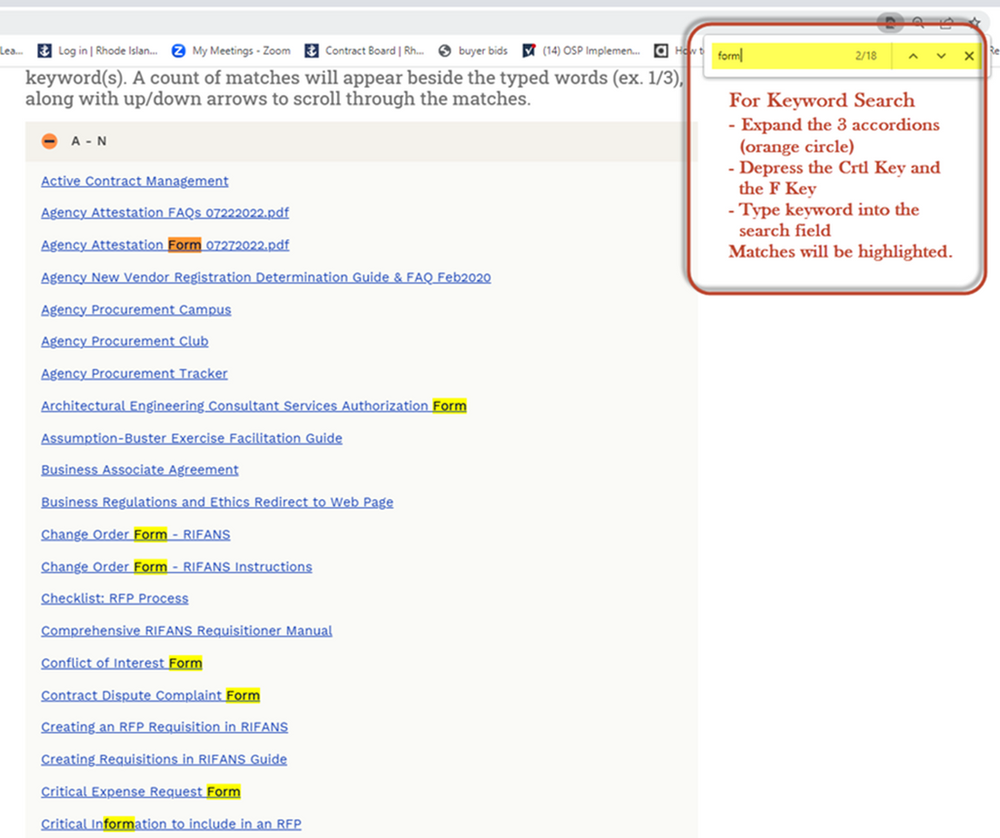 Lea...
Log in | Rhode Islan...
My Meetings - Zoom
Contract Board | Rh...
buyer bids
(14) OSP Implemen...
How to
Re
form
2/18
keyword(s). A count of matches will appear beside the typed words (ex. 1/3),
along with up/down arrows to scroll through the matches.
For Keyword Search
- Expand the 3 accordions
(orange circle)
- Depress the Crtl Key and
the F Key
- Type keyword into the
search field
Matches will be highlighted.
A - N
Active Contract Management
Agency Attestation FAQs 07222022.pdf
Agency Attestation Form 07272022.pdf
Agency New Vendor Registration Determination Guide & FAQ Feb2020
Agency Procurement Campus
Agency Procurement Club
Agency Procurement Tracker
Architectural Engineering Consultant Services Authorization Form
Assumption-Buster Exercise Facilitation Guide
Business Associate Agreement
Business Regulations and Ethics Redirect to Web Page
Change Order Form - RIFANS
Change Order Form - RIFANS Instructions
Checklist: RFP Process
Comprehensive RIFANS Requisitioner Manual
Conflict of Interest Form
Contract Dispute Complaint Form
Creating an RFP Requisition in RIFANS
Creating Requisitions in RIFANS Guide
Critical Expense Request Form
Critical Information to include in an RFP